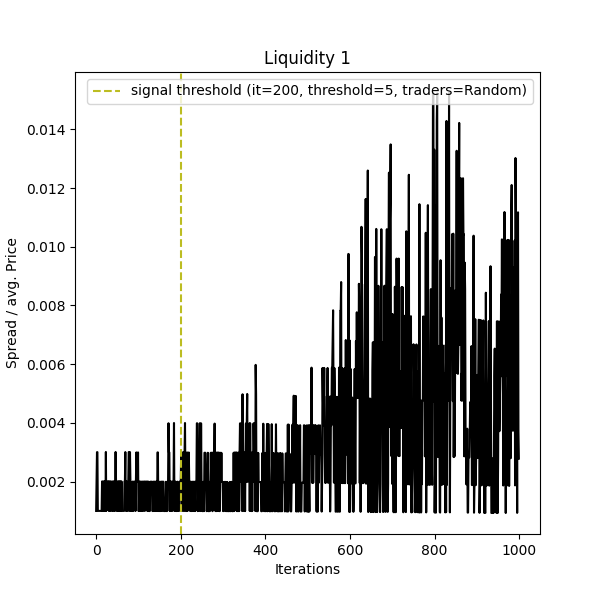 Liquidity 1
signal threshold (it=200, threshold=5, traders=Random)
0.014
0.012
0.010
0.008
0.006
0.004
0.002
Spread / avg. Price
0 200 400 600 800 1000
Iterations